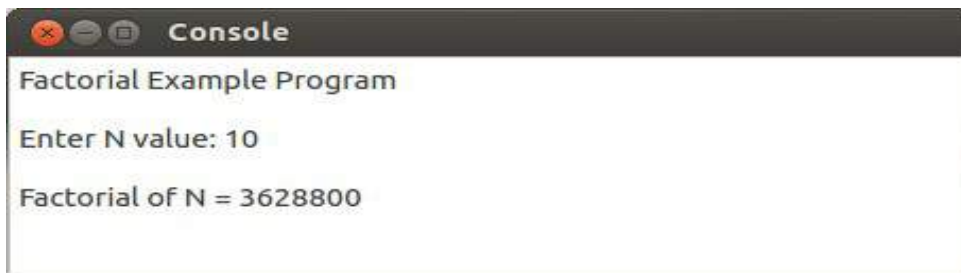 Console
Factorial Example Program
Enter N value: 10
Factorial of N = 3628800